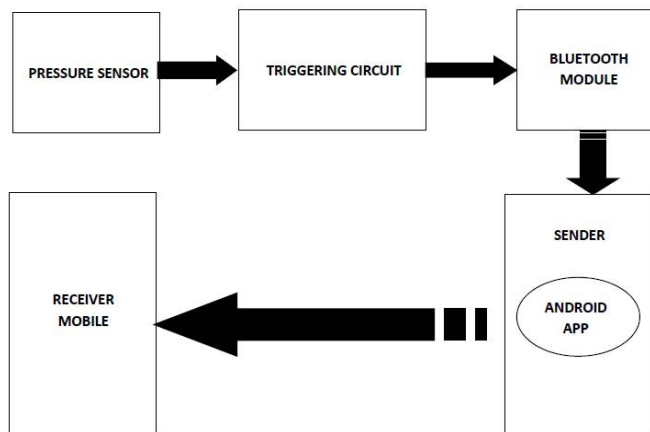 PRESSURE SENSOR
TRIGGERING CIRCUIT
BLUETOOTH
MODULE
SENDER
ANDROID
APP
RECEIVER
MOBILE